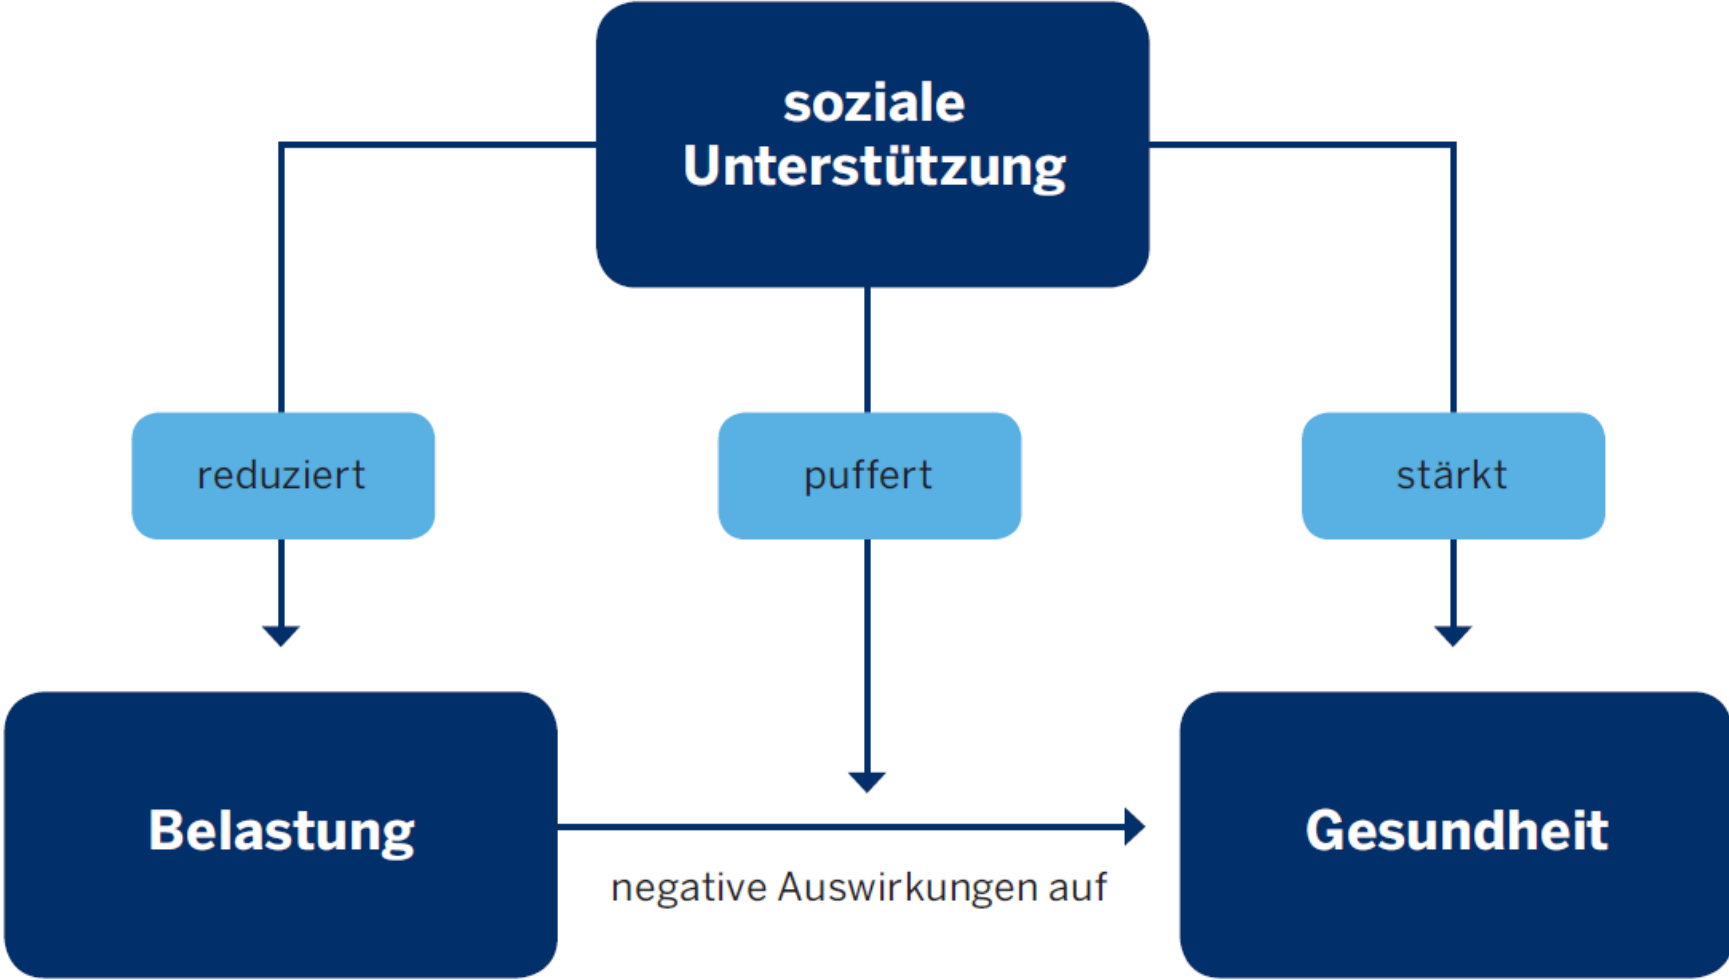 soziale
Unterstützung
reduziert
puffert
stärkt
Belastung
negative Auswirkungen auf
Gesundheit